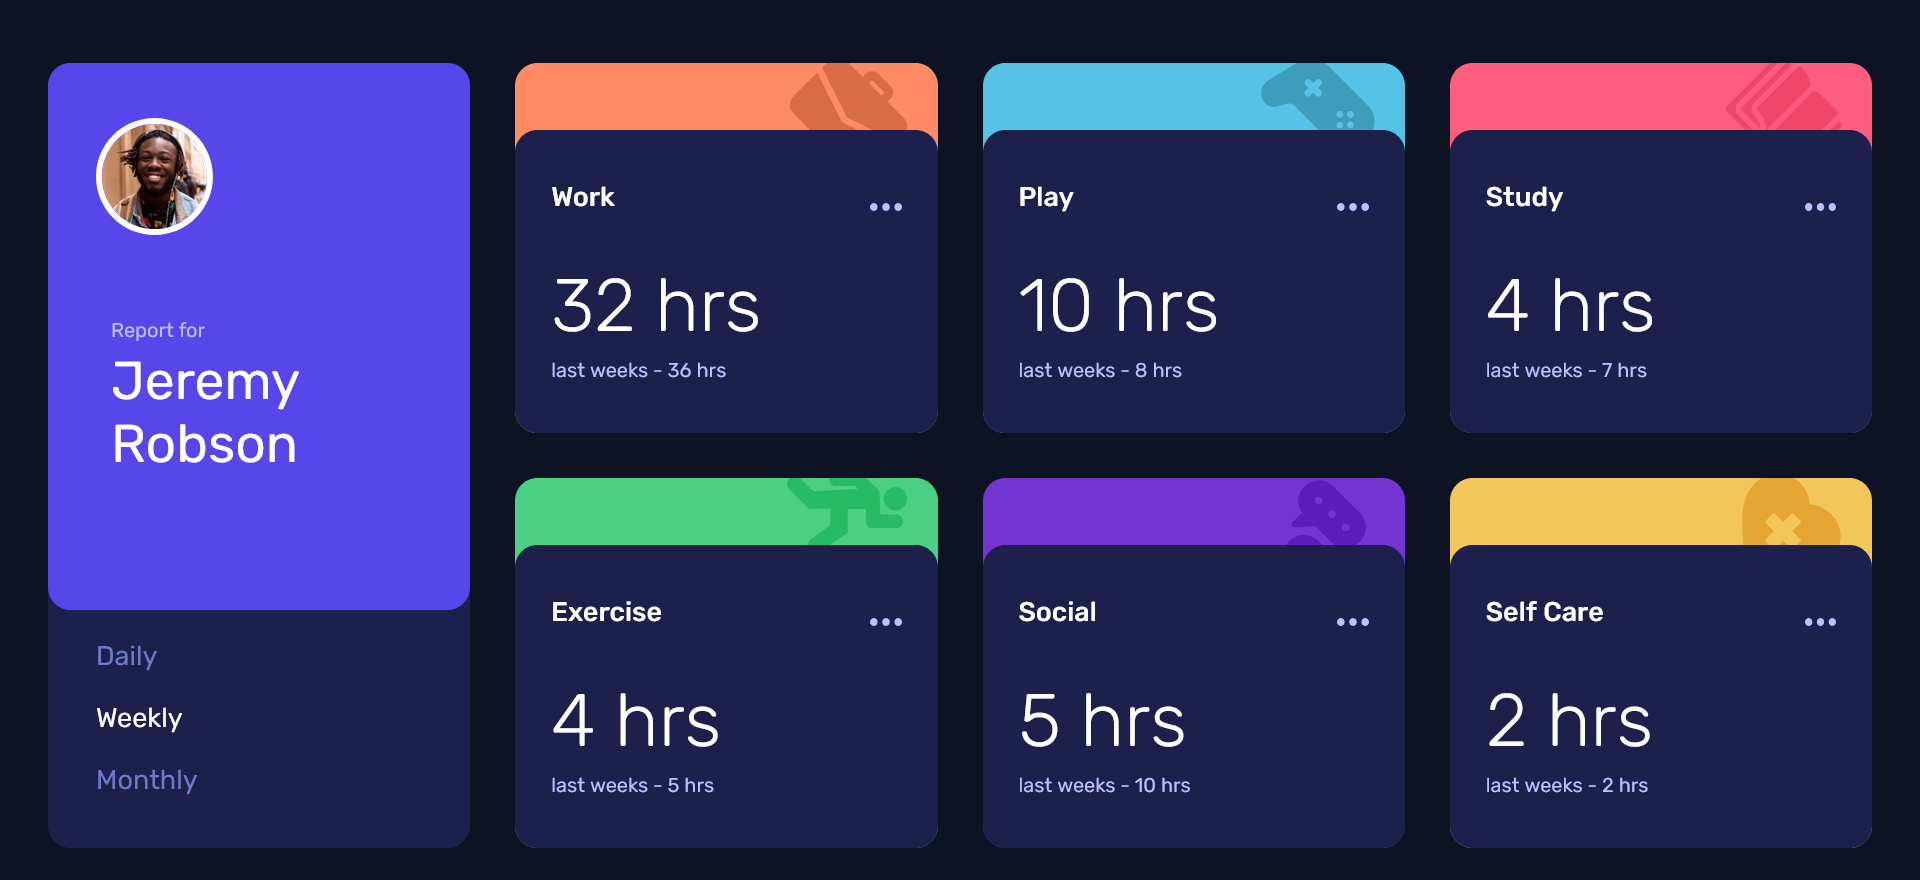 Report for
Jeremy
Robson
Daily
Weekly
Monthly
Work
32 hrs
last weeks - 36 hrs
Play
10 hrs
last weeks - 8 hrs
Study
4 hrs
last weeks - 7 hrs
Exercise
4 hrs
last weeks - 5 hrs
Social
5 hrs
last weeks - 10 hrs
Self Care
2 hrs
last weeks - 2 hrs